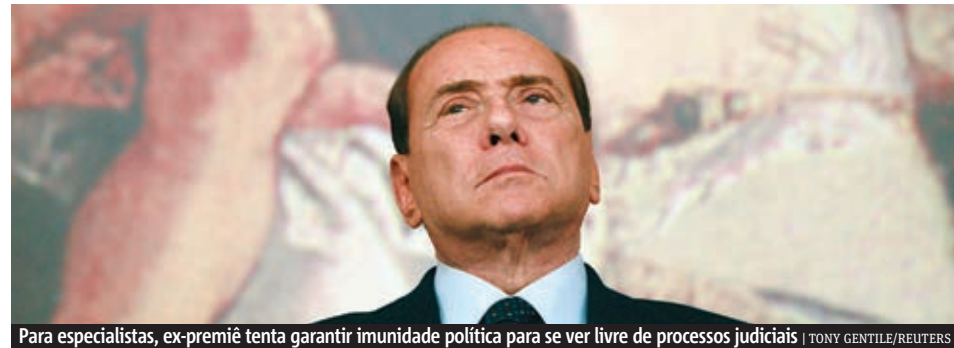 Para especialistas, ex-premiê tenta garantir imunidade política para se ver livre de processos judiciais | TONY GENTILE/REUTERS